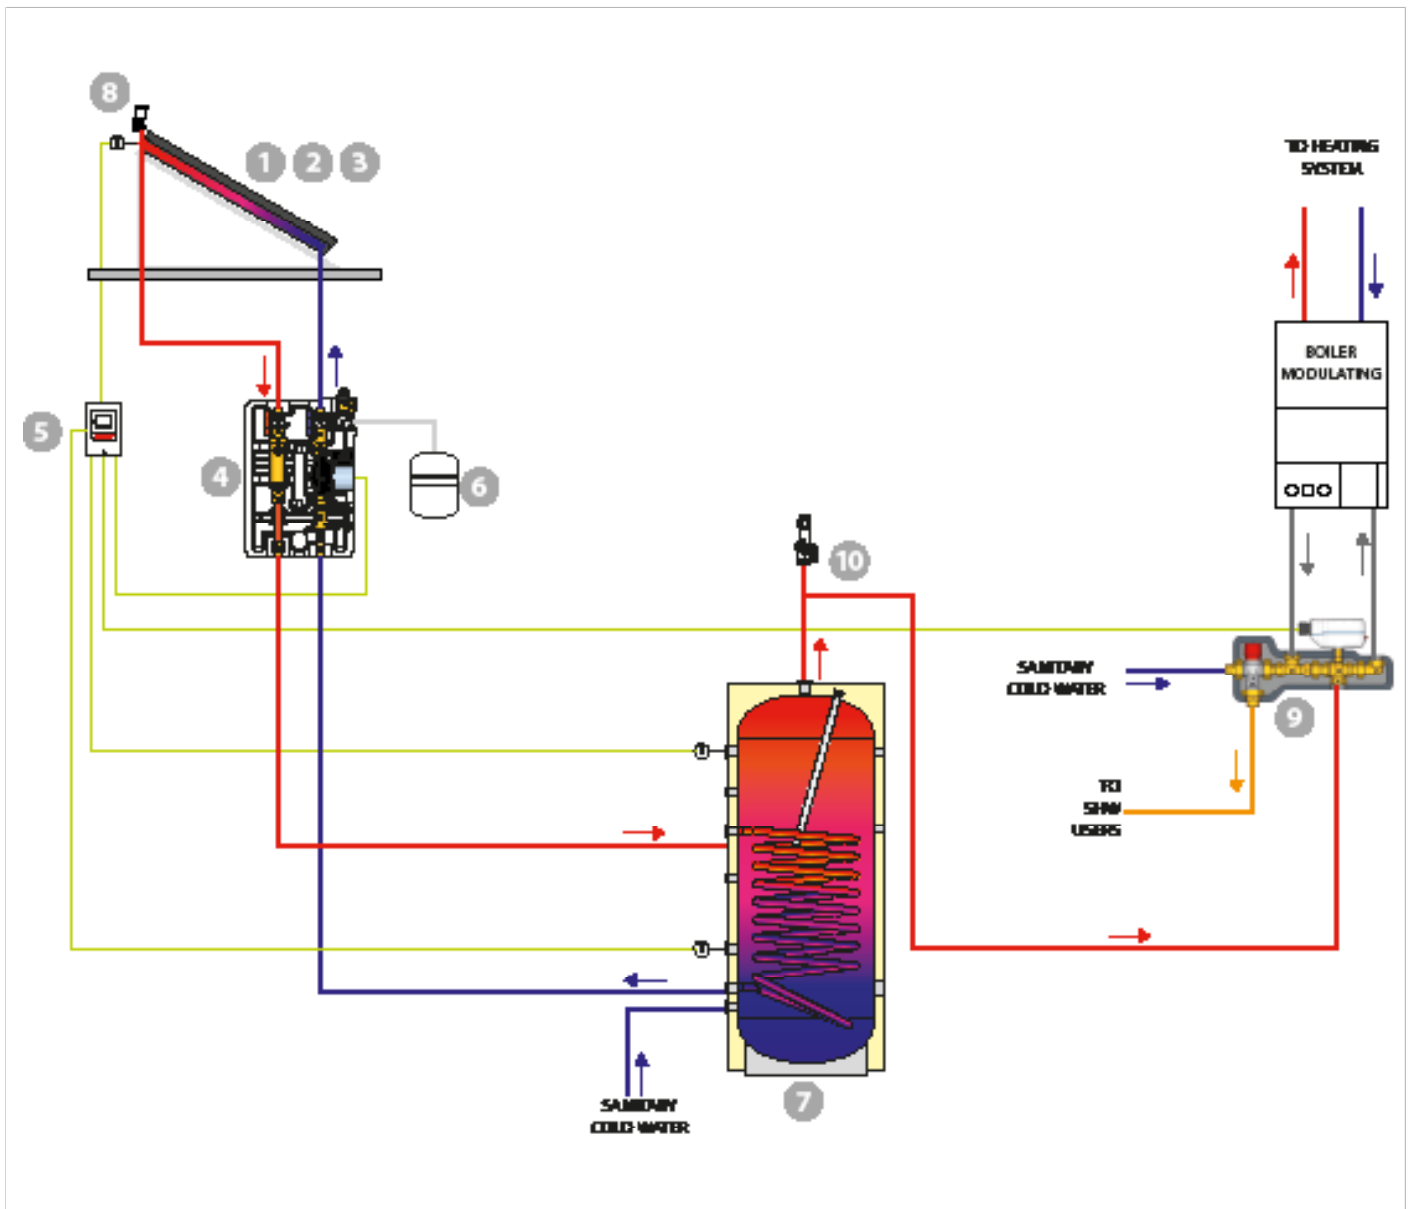 8
1 2 3
TO HEATING
SYSTEM
BOILER
MODULATING
5
4
6
10
SANITARY
COLD WATER
9
TO
SHW
USERS
7
SANITARY
COLD WATER